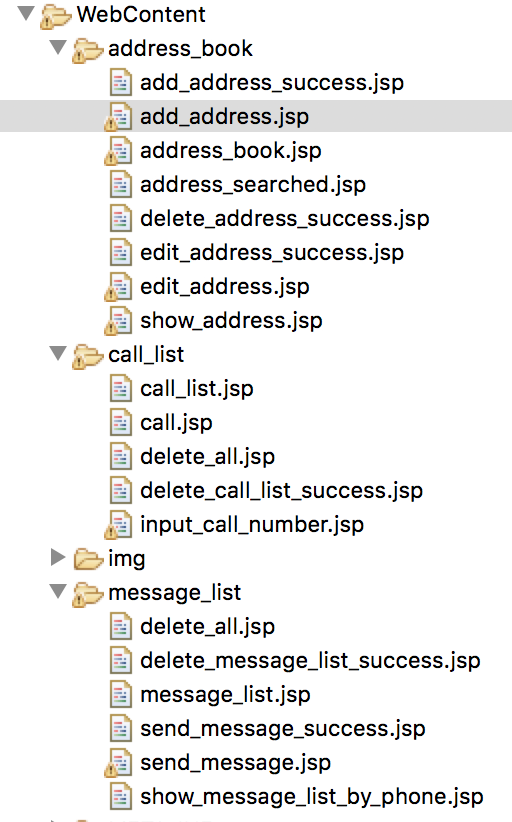 WebContent
address_book
add_address_success.jsp
add_address.jsp
address_book.jsp
address_searched.jsp
delete_address_success.jsp
edit_address_success.jsp
edit_address.jsp
show_address.jsp
call_list
call_list.jsp
call.jsp
delete_all.jsp
delete_call_list_success.jsp
input_call_number.jsp
img
message_list
delete_all.jsp
delete_message_list_success.jsp
message_list.jsp
send_message_success.jsp
send_message.jsp
show_message_list_by_phone.jsp